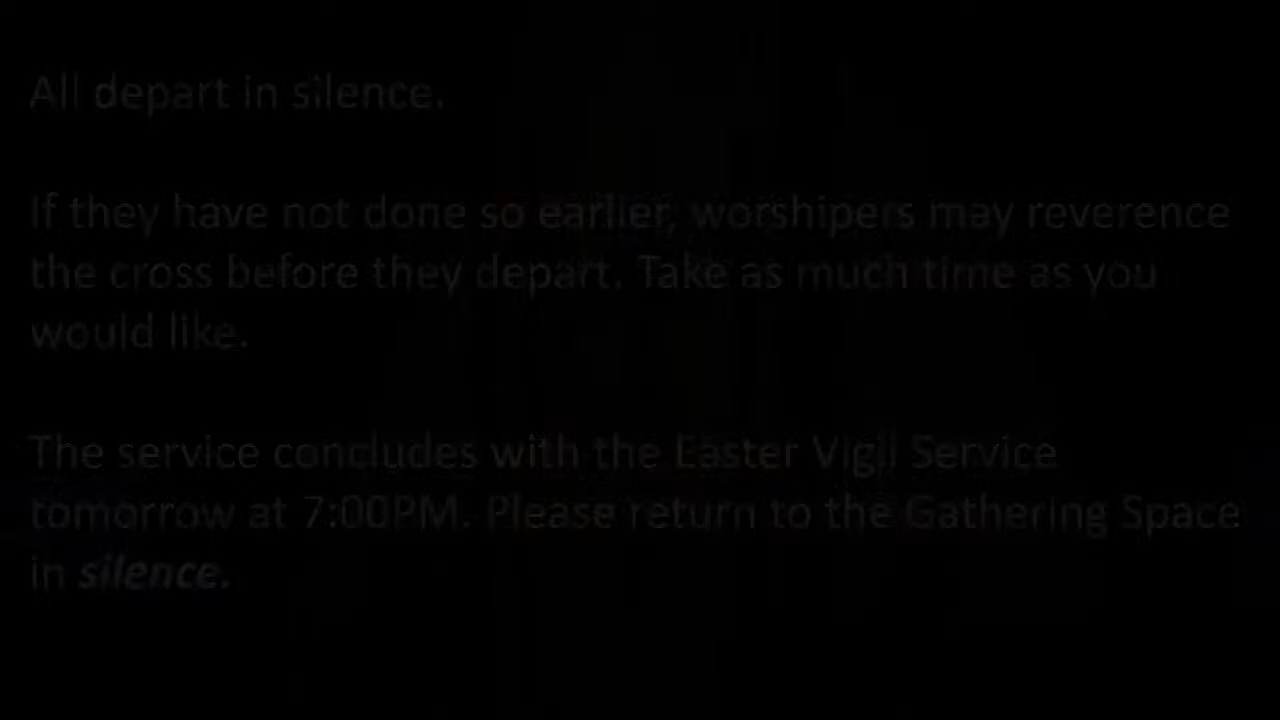 All depart in silence.
If they have not done so earlier, worshipers may reverence
the cross before they depart. Take as much time as you
would like.
The service concludes with the Easter Vigil Service
tomorrow at 7:00PM. Please return to the Gathering Space
in silence.